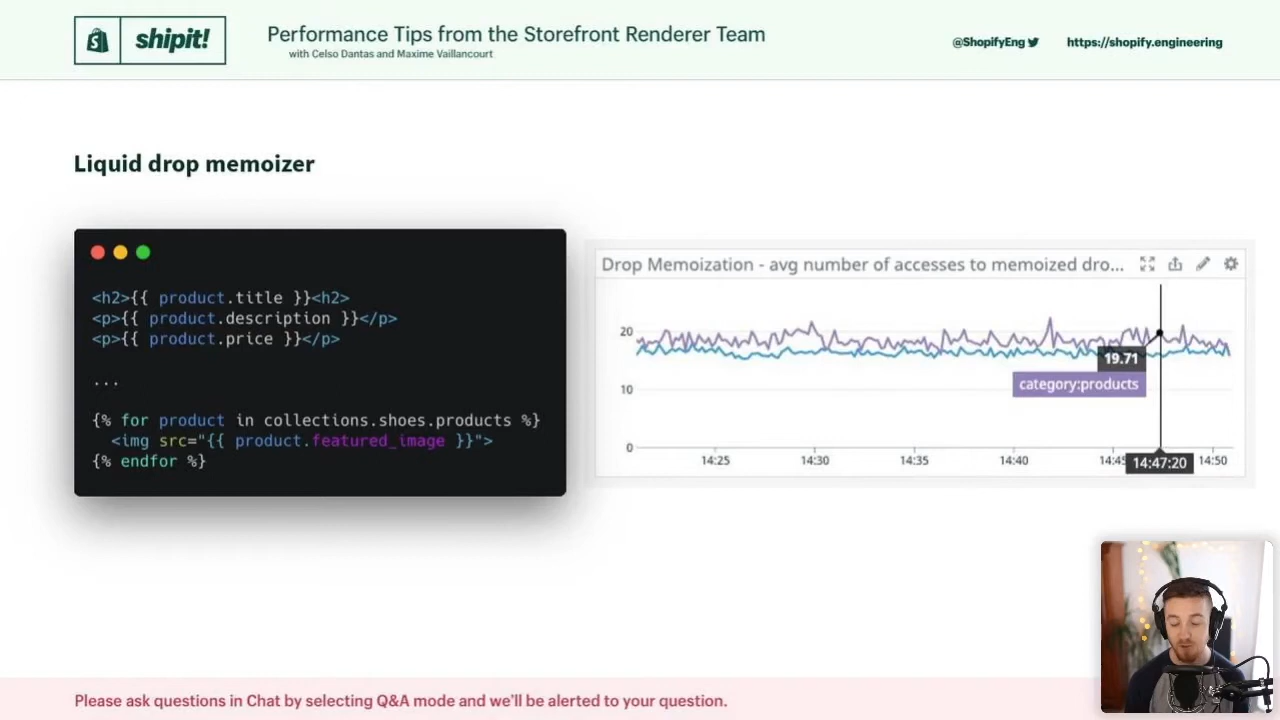 shipit!
Performance Tips from the Storefront Renderer Team
with Celso Dantas and Maxime Vaillancourt
@ShopifyEng
https://shopify.engineering
Liquid drop memoizer
<h2>{{ product.title }}<h2>
<p>{{ product.description }}</p>
<p>{{ product.price }}</p>
...
{% for product in collections.shoes.products %}
<img src="{{ product.featured_image }}">
{% endfor %}
Drop Memoization - avg number of accesses to memoized dro...
20
10
0
19.71
category:products
14:25
14:30
14:35
14:40
14:45
14:47:20
14:50
Please ask questions in Chat by selecting Q&A mode and we'll be alerted to your question.